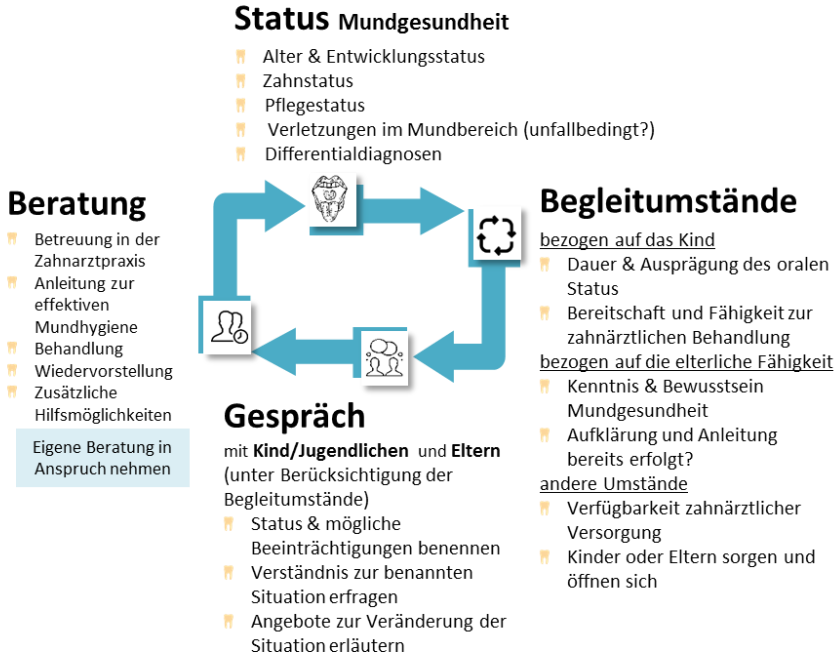 Status Mundgesundheit
Alter & Entwicklungsstatus
Zahnstatus
Pflegestatus
Verletzungen im Mundbereich (unfallbedingt?)
Differentialdiagnosen
Begleitumstände
bezogen auf das Kind
Dauer & Ausprägung des oralen
Status
Bereitschaft und Fähigkeit zur
zahnärztlichen Behandlung
bezogen auf die elterliche Fähigkeit
Kenntnis & Bewusstsein
Mundgesundheit
Aufklärung und Anleitung
bereits erfolgt?
andere Umstände
Verfügbarkeit zahnärztlicher
Versorgung
Kinder oder Eltern sorgen und
öffnen sich
Gespräch
mit Kind/Jugendlichen und Eltern
(unter Berücksichtigung der
Begleitumstände)
Status & mögliche
Beeinträchtigungen benennen
Verständnis zur benannten
Situation erfragen
Angebote zur Veränderung der
Situation erläutern
Beratung
Betreuung in der
Zahnarztpraxis
Anleitung zur
effektiven
Mundhygiene
Behandlung
Wiedervorstellung
Zusätzliche
Hilfsmöglichkeiten
Eigene Beratung in
Anspruch nehmen